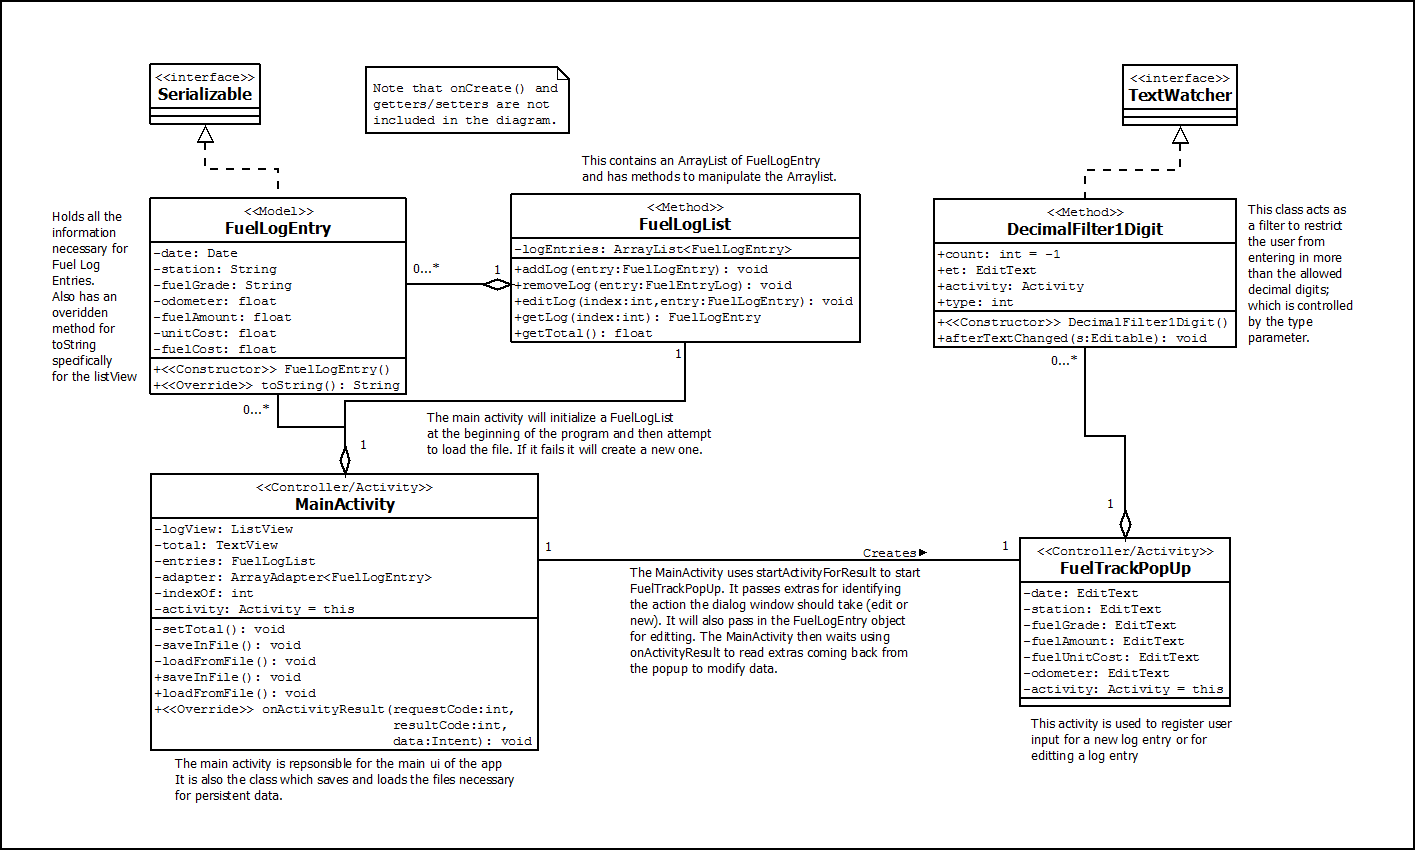 <<interface>>
Serializable
Note that onCreate() and
getters/setters are not
included in the diagram.
<<interface>>
TextWatcher
This contains an ArrayList of FuelLogEntry
and has methods to manipulate the Arraylist.
Holds all the
information
necessary for
Fuel Log
Entries.
Also has an
overidden
method for
toString
specifically
for the listView
<<Model>>
FuelLogEntry
-date: Date
-station: String
-fuelGrade: String
-odometer: float
-fuelAmount: float
-unitCost: float
-fuelCost: float
+<<Constructor>> FuelLogEntry()
+<<Override>> toString(): String
0...*
1
<<Method>>
FuelLogList
-logEntries: ArrayList<FuelLogEntry>
+addLog(entry:FuelLogEntry): void
+removeLog(entry:FuelEntryLog): void
+editLog(index:int,entry:FuelLogEntry): void
+getLog(index:int): FuelLogEntry
+getTotal(): float
<<Method>>
DecimalFilter1Digit
+count: int = -1
+et: EditText
+activity: Activity
+type: int
+<<Constructor>> DecimalFilter1Digit()
+afterTextChanged(s:Editable): void
This class acts as
a filter to restrict
the user from
entering in more
than the allowed
decimal digits;
which is controlled
by the type
parameter.
1
0...*
0...*
The main activity will initialize a FuelLogList
at the beginning of the program and then attempt
to load the file. If it fails it will create a new one.
1
<<Controller/Activity>>
MainActivity
-logView: ListView
-total: TextView
-entries: FuelLogList
-adapter: ArrayAdapter<FuelLogEntry>
-indexOf: int
-activity: Activity = this
-setTotal(): void
-saveInFile(): void
-loadFromFile(): void
+saveInFile(): void
+loadFromFile(): void
+<<Override>> onActivityResult(requestCode:int,
resultCode:int,
data:Intent): void
1
Creates
1
1
The MainActivity uses startActivityForResult to start
FuelTrackPopUp. It passes extras for identifying
the action the dialog window should take (edit or
new). It will also pass in the FuelLogEntry object
for editting. The MainActivity then waits using
onActivityResult to read extras coming back from
the popup to modify data.
<<Controller/Activity>>
FuelTrackPopUp
-date: EditText
-station: EditText
-fuelGrade: EditText
-fuelAmount: EditText
-fuelUnitCost: EditText
-odometer: EditText
-activity: Activity = this
This activity is used to register user
input for a new log entry or for
editting a log entry
The main activity is repsonsible for the main ui of the app
It is also the class which saves and loads the files necessary
for persistent data.